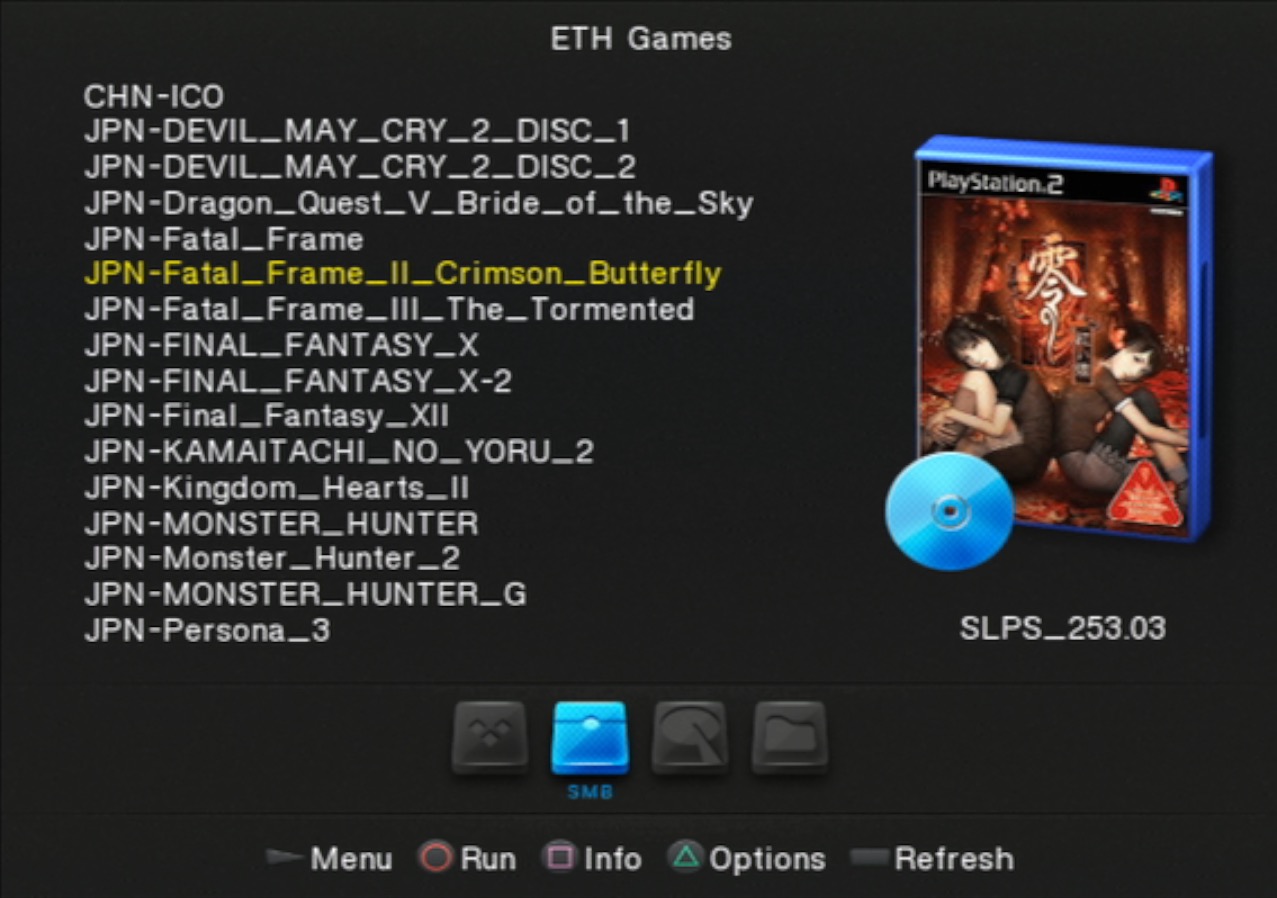 ETH Games
CHN-ICO
JPN-DEVIL_MAY_CRY_2_DISC_1
JPN-DEVIL_MAY_CRY_2_DISC_2
JPN-Dragon_Quest_V_Bride_of_the_Sky
JPN-Fatal_Frame
JPN-Fatal_Frame_II_Crimson_Butterfly
JPN-Fatal_Frame_III_The_Tormented
JPN-FINAL_FANTASY_X
JPN-FINAL_FANTASY_X-2
JPN-Final_Fantasy_XII
JPN-KAMAITACHI_NO_YORU_2
JPN-Kingdom_Hearts_II
JPN-MONSTER_HUNTER
JPN-Monster_Hunter_2
JPN-MONSTER_HUNTER_G
JPN-Persona_3
PlayStation.2
零
SLPS_253.03
SMB
Menu Run Info Options Refresh